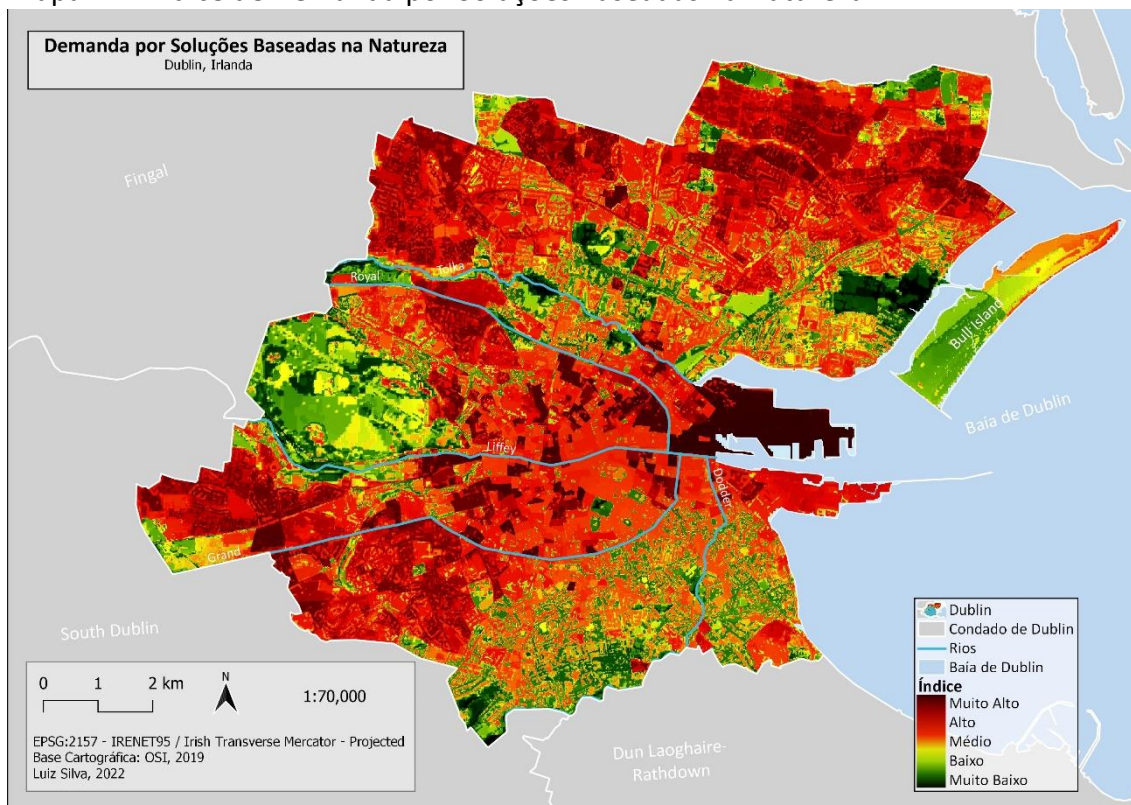 Demanda por Soluções Baseadas na Natureza
Dublin, Irlanda
Fingal
Royal
Tolka
Bull Island
Baía de Dublin
Liffey
Dodder
Grand
South Dublin
Dun Laoghaire-
Rathdown
0 1 2 km
N
1:70,000
EPSG:2157 - IRENET95 / Irish Transverse Mercator - Projected
Base Cartográfica: OSI, 2019
Luiz Silva, 2022
Dublin
Condado de Dublin
Rios
Baía de Dublin
Índice
Muito Alto
Alto
Médio
Baixo
Muito Baixo